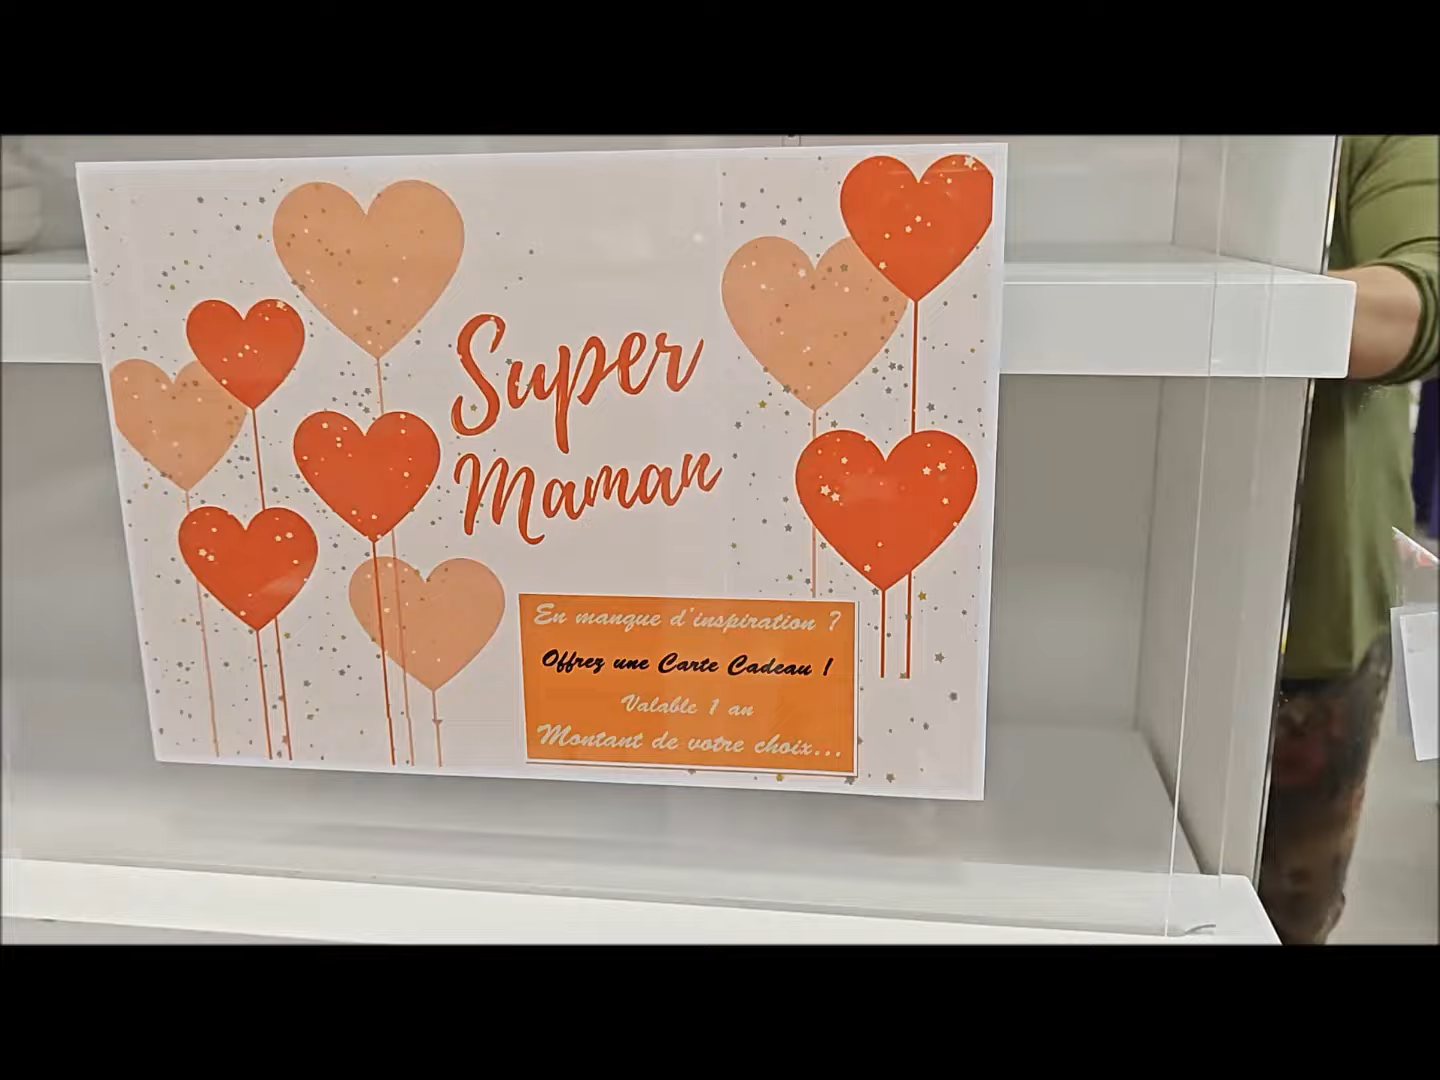 Super
Maman
En manque d'inspiration ?
Offrez une Carte Cadeau !
Valable 1 an
Montant de votre choix...